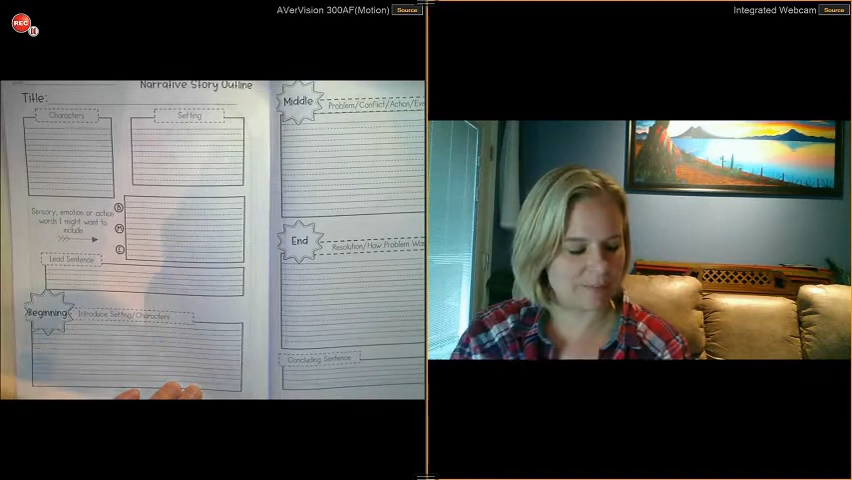 AVerVision 300AF(Motion) Source
Integrated Webcam Source
REC
Narrative Story Outline
Title:
Characters
Setting
Sensory, emotion or action
words I might want to
include
B
M
E
Lead Sentence
Beginning
Introduce Setting/Characters
Middle
Problem/Conflict/Action/Eve
End
Resolution/How Problem Wa
Concluding Sentence